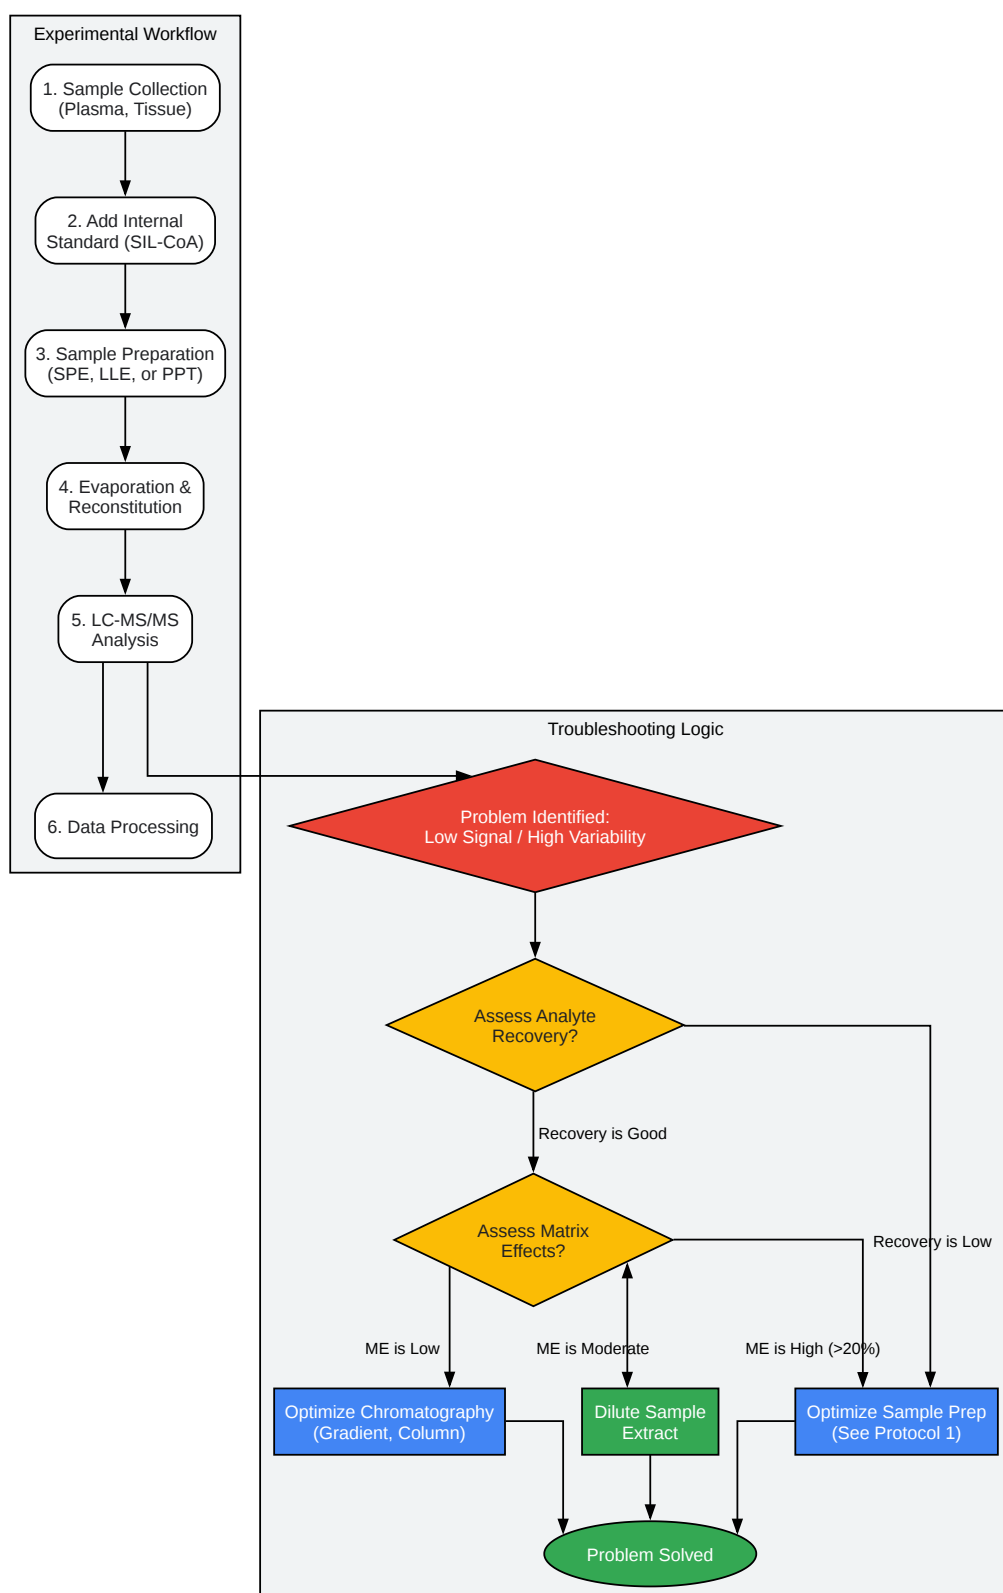 Experimental Workflow
1. Sample Collection
(Plasma, Tissue)
2. Add Internal
Standard (SIL-CoA)
3. Sample Preparation
(SPE, LLE, or PPT)
4. Evaporation &
Reconstitution
5. LC-MS/MS
Analysis
6. Data Processing
Troubleshooting Logic
Problem Identified:
Low Signal / High Variability
Assess Analyte
Recovery?
Recovery is Good
Assess Matrix
Effects?
Recovery is Low
ME is Low
ME is Moderate
ME is High (>20%)
Optimize Chromatography
(Gradient, Column)
Dilute Sample
Extract
Optimize Sample Prep
(See Protocol 1)
Problem Solved